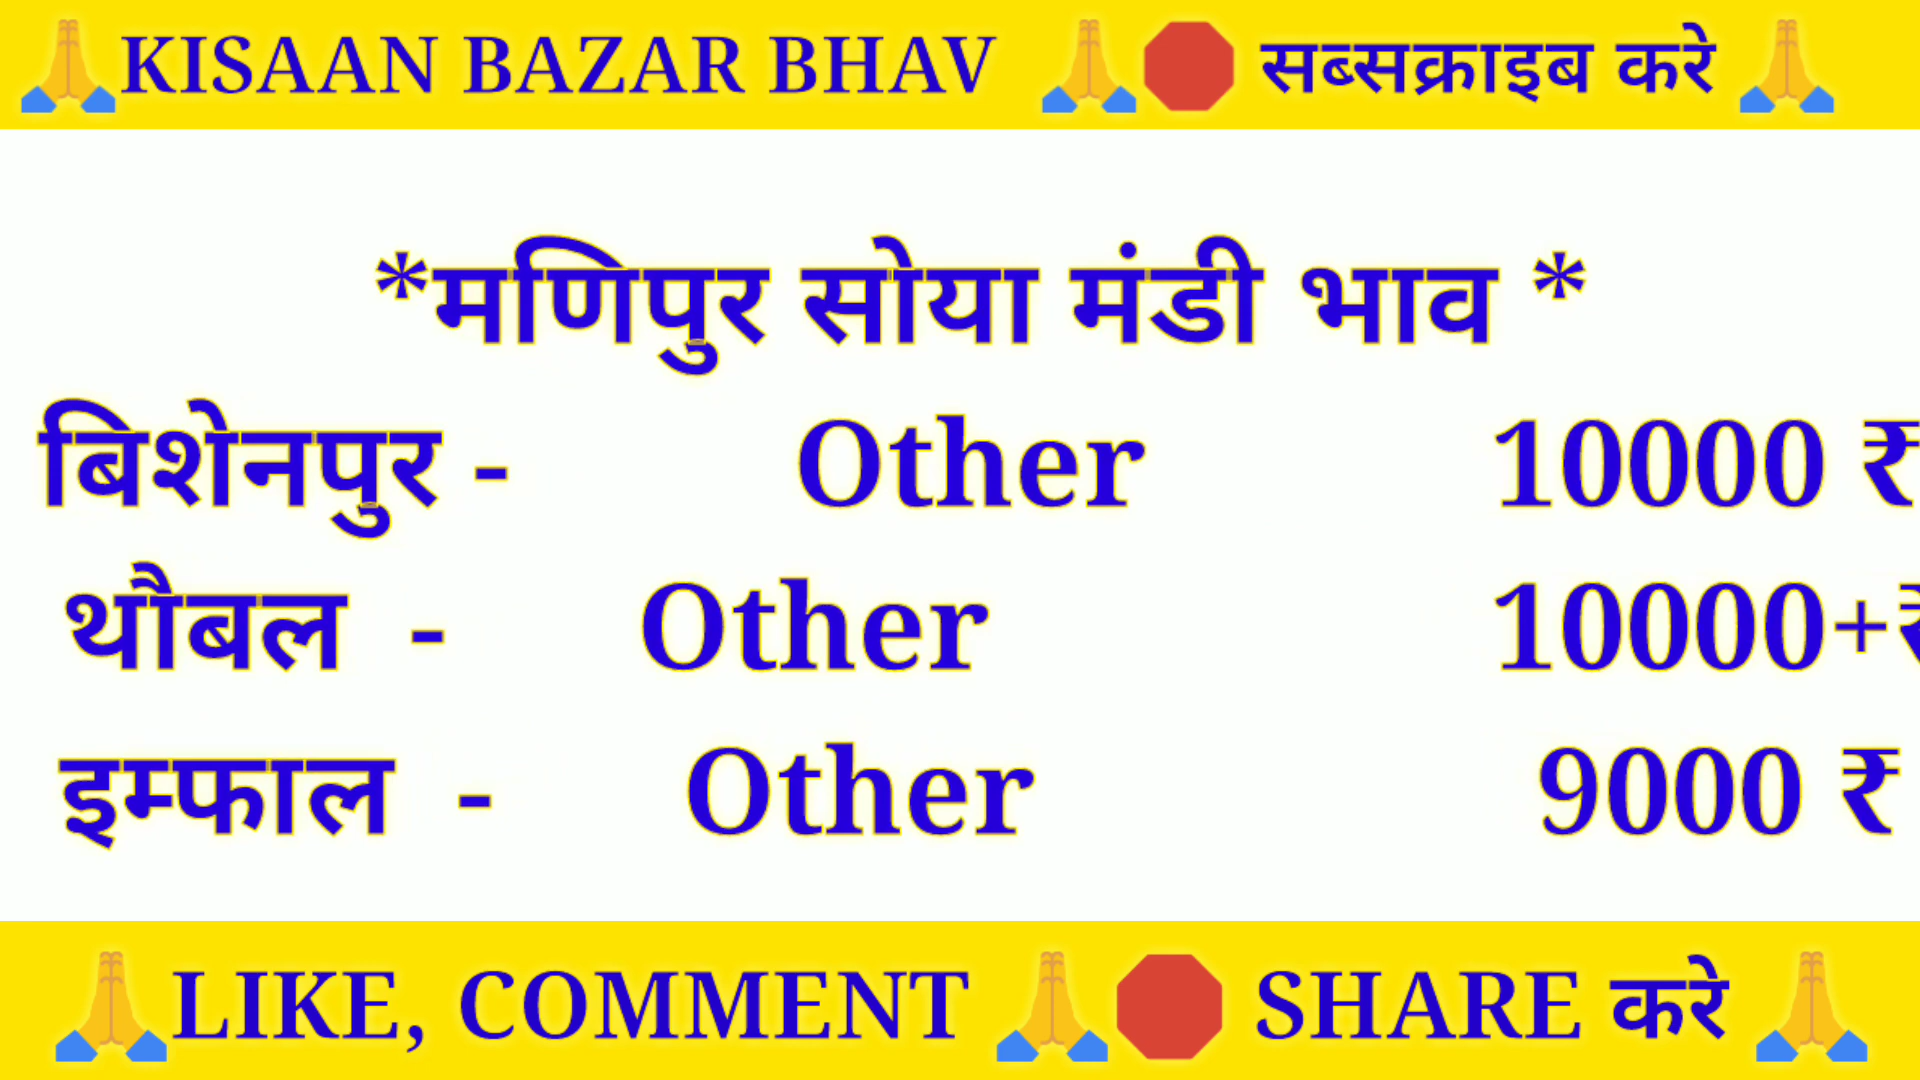 🙏KISAAN BAZAR BHAV 🙏🛑 सब्सक्राइब करे 🙏
*मणिपुर सोया मंडी भाव *
बिशेनपुर - Other 10000 ₹
थौबल - Other 10000+₹
इम्फाल - Other 9000 ₹
🙏LIKE, COMMENT 🙏🛑 SHARE करे 🙏